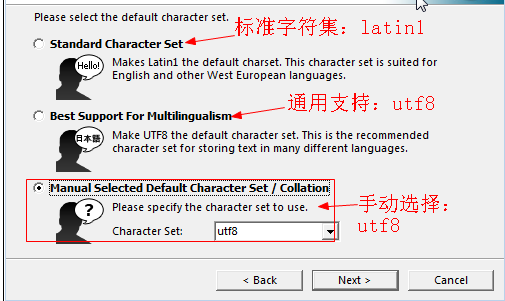 Please select the default character set.
标准字符集：latin1
Standard Character Set
Hello!
Makes Latin1 the default charset. This character set is suited for
English and other West European languages.
通用支持：utf8
Best Support For Multilingualism
日本語
Make UTF8 the default character set. This is the recommended
character set for storing text in many different languages.
Manual Selected Default Character Set / Collation
?
Please specify the character set to use.
手动选择：
utf8
Character Set:
utf8
< Back
Next >
Cancel